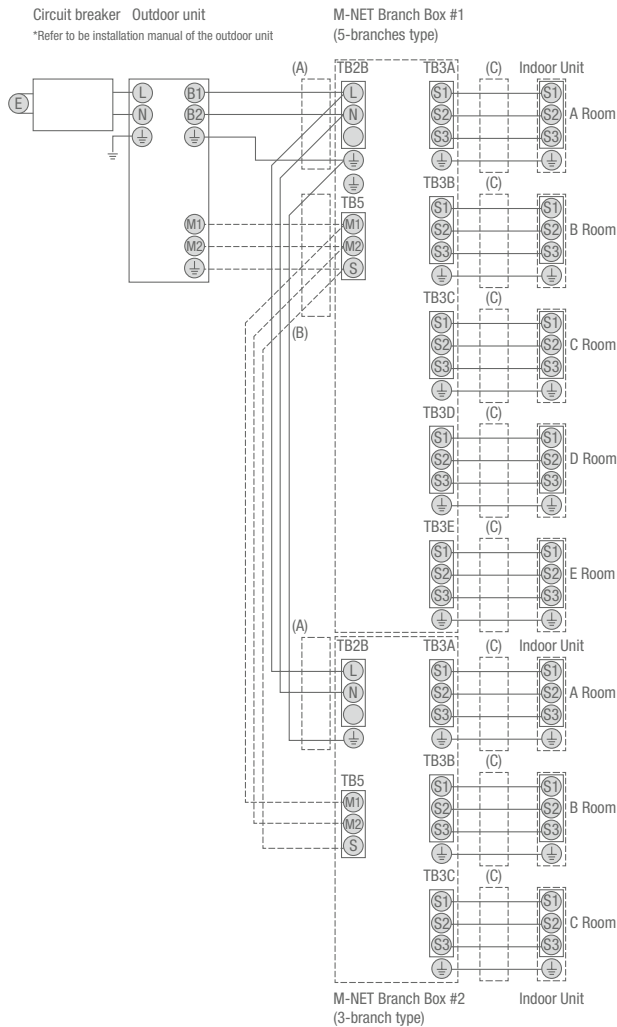 Circuit breaker Outdoor unit
*Refer to be installation manual of the outdoor unit
M-NET Branch Box #1
(5-branches type)
(A) TB2B TB3A (C) Indoor Unit
E
L B1 L S1 S1
N B2 N S2 S2 A Room
S3 S3
TB3B (C)
TB5
M1 M1 S1 S1
M2 M2 S2 S2 B Room
S S3 S3
TB3C (C)
(B)
S1 S1
S2 S2 C Room
S3 S3
TB3D (C)
S1 S1
S2 S2 D Room
S3 S3
TB3E (C)
S1 S1
S2 S2 E Room
S3 S3
(A)
TB2B TB3A (C) Indoor Unit
L S1 S1
N S2 S2 A Room
S3 S3
TB3B (C)
TB5
M1 S1 S1
M2 S2 S2 B Room
S S3 S3
TB3C (C)
S1 S1
S2 S2 C Room
S3 S3
M-NET Branch Box #2 Indoor Unit
(3-branch type)